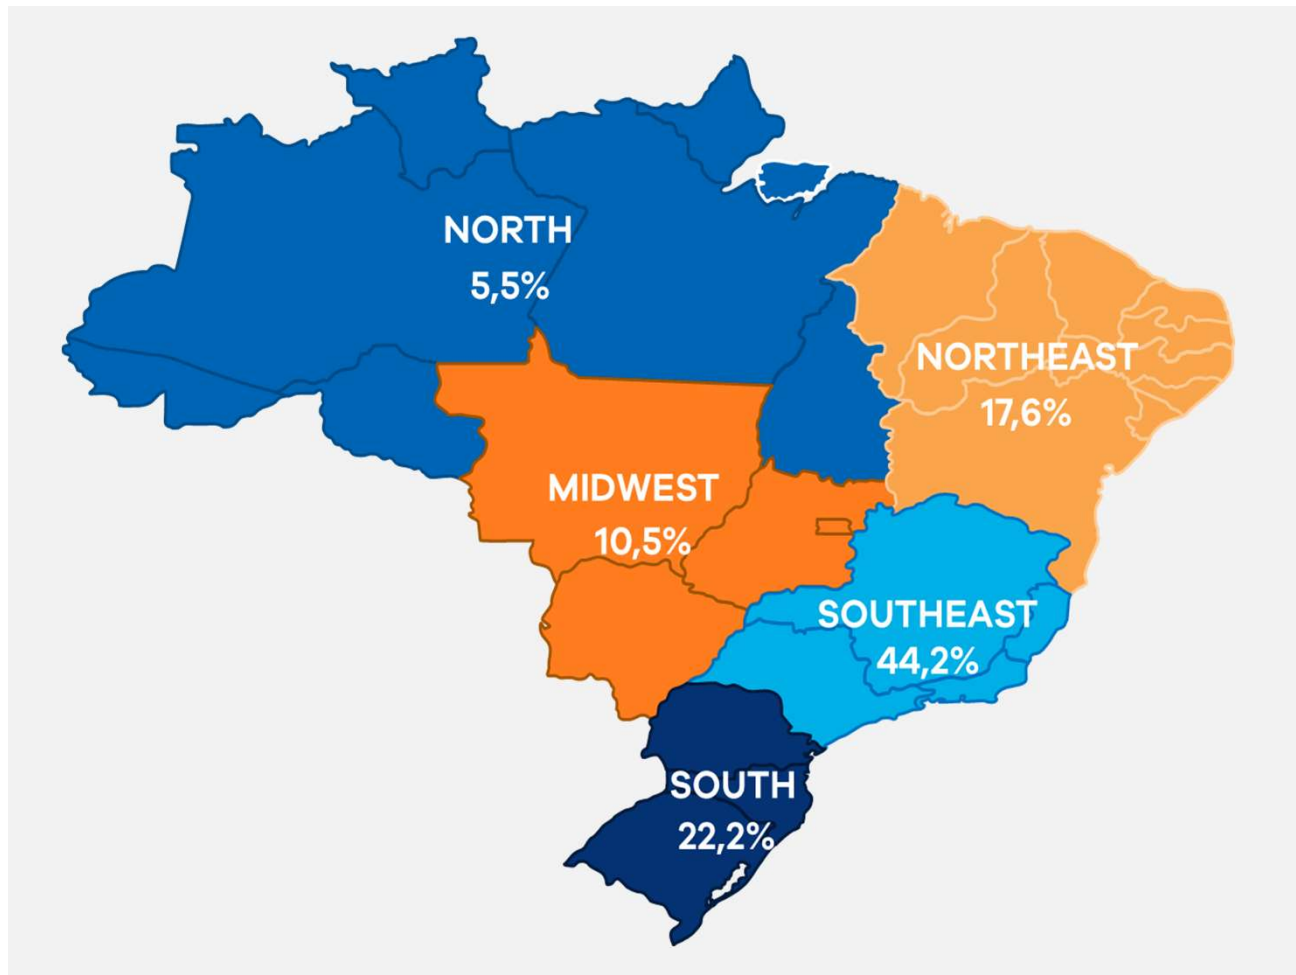 NORTH
5,5%
NORTHEAST
17,6%
MIDWEST
10,5%
SOUTHEAST
44,2%
SOUTH
22,2%